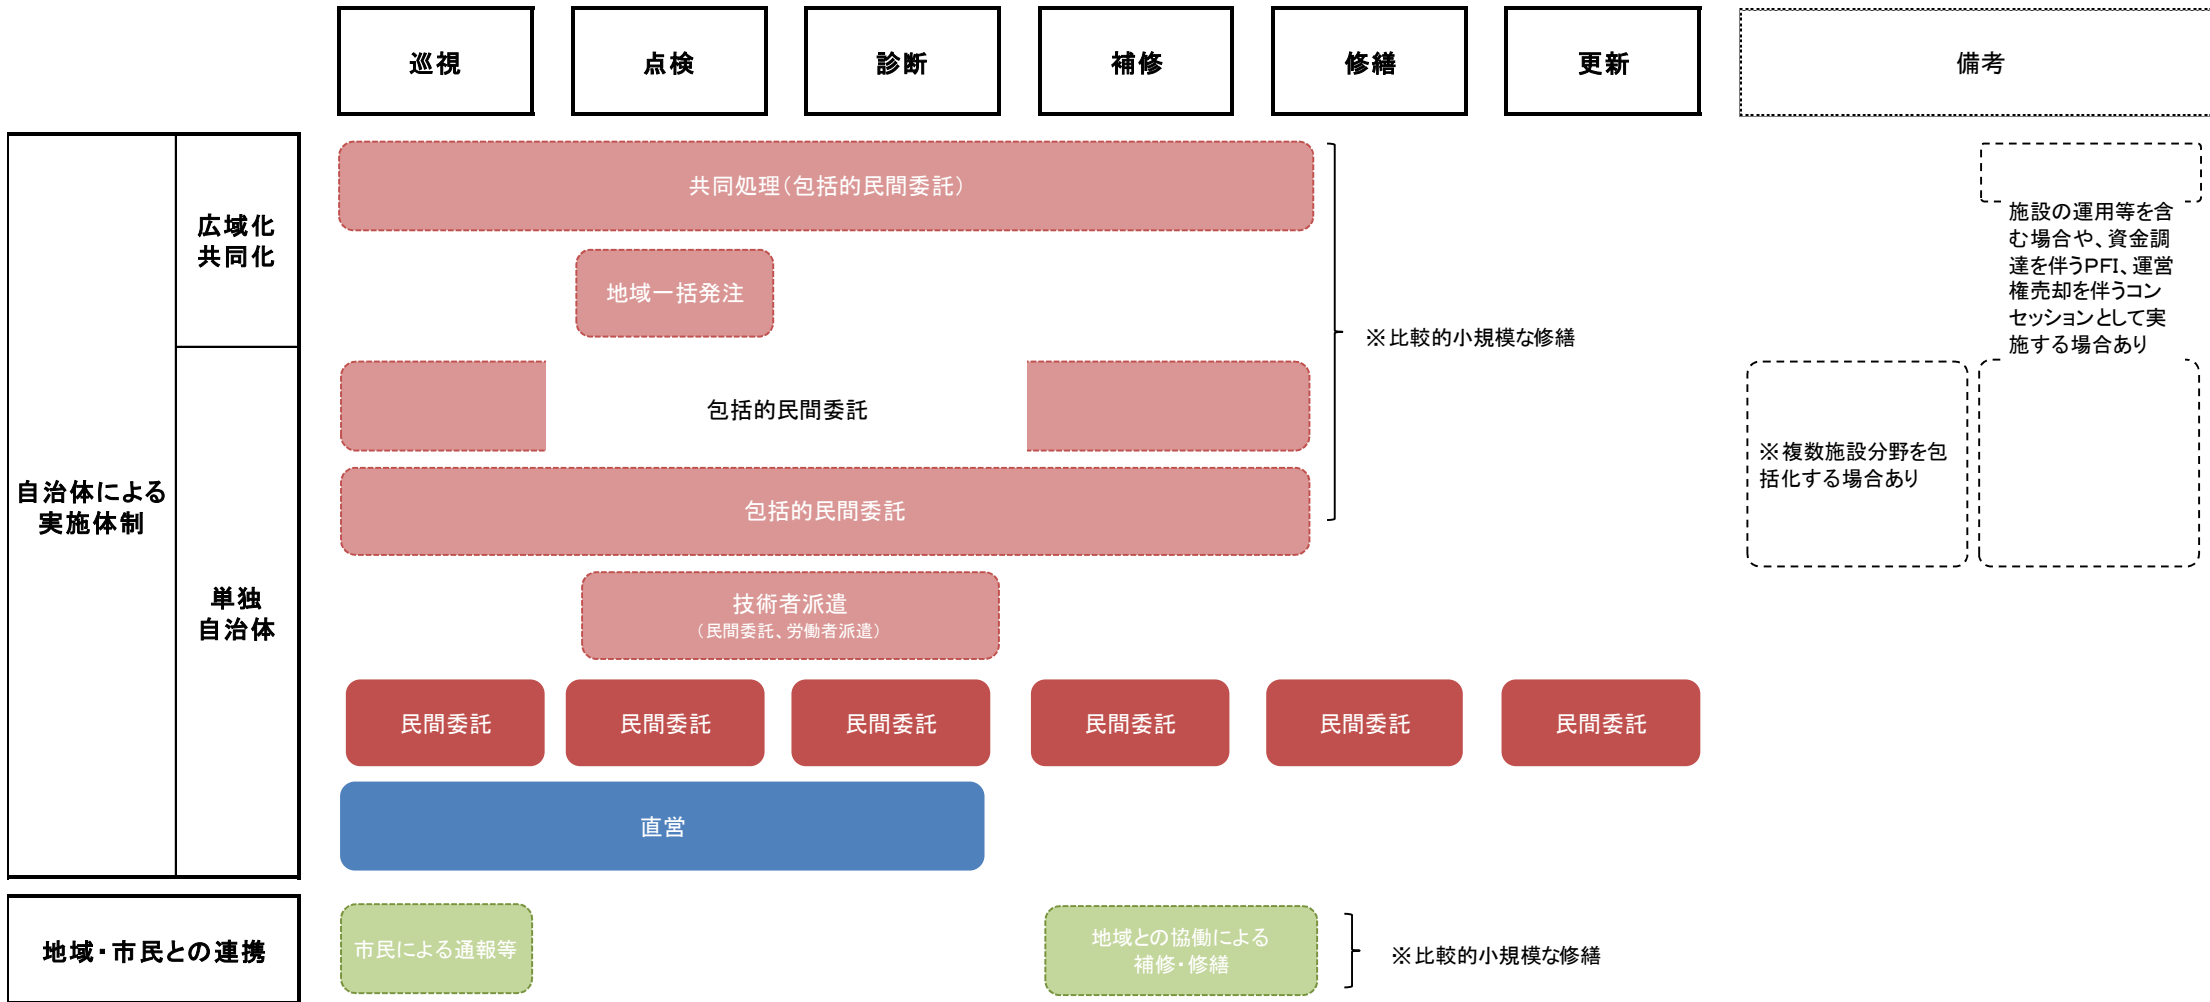 巡視
点検
診断
補修
修繕
更新
備考
自治体による
実施体制
広域化
共同化
共同処理(包括的民間委託)
地域一括発注
※比較的小規模な修繕
施設の運用等を含
む場合や、資金調
達を伴うPFI、運営
権売却を伴うコン
セッションとして実
施する場合あり
単独
自治体
包括的民間委託
包括的民間委託
※複数施設分野を包
括化する場合あり
技術者派遣
(民間委託、労働者派遣)
民間委託
民間委託
民間委託
民間委託
民間委託
民間委託
直営
地域・市民との連携
市民による通報等
地域との協働による
補修・修繕
※比較的小規模な修繕